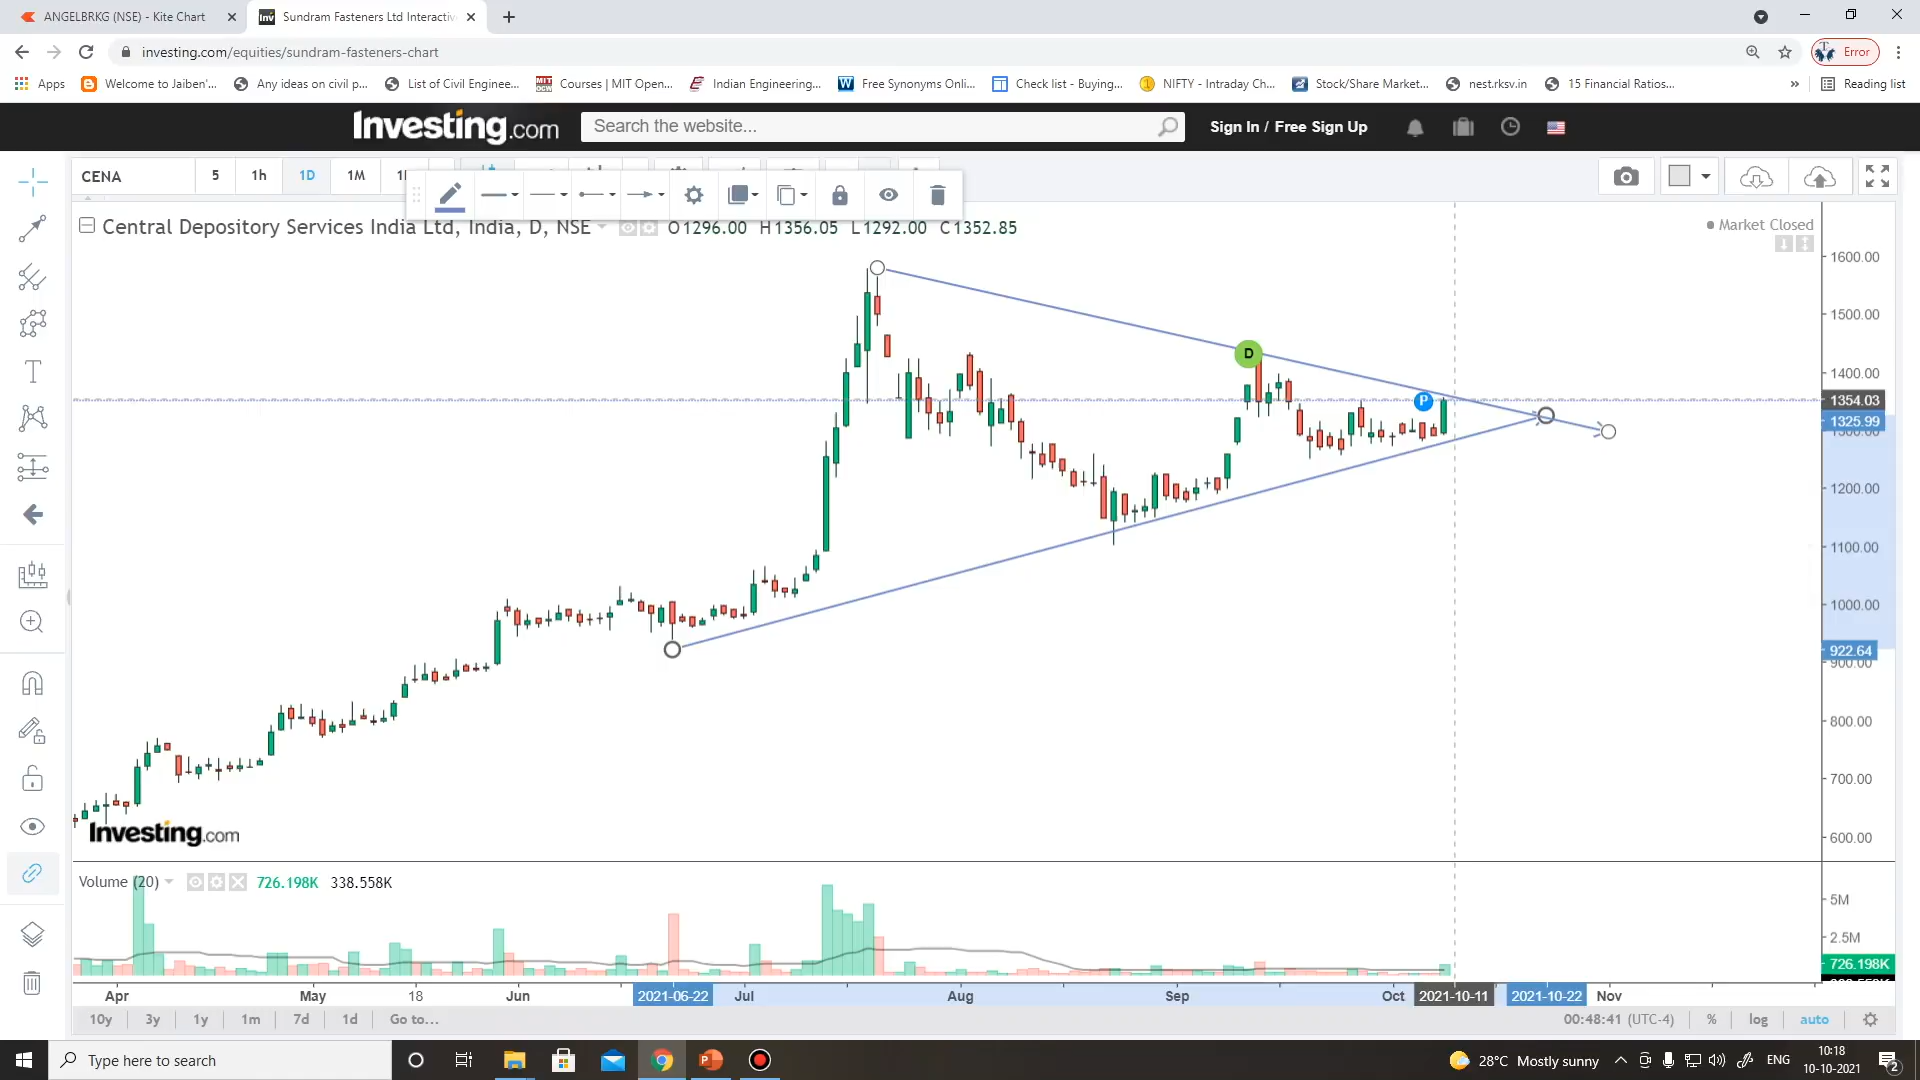 ANGELBRKG (NSE) - Kite Chart
Sundram Fasteners Ltd Interactiv
investing.com/equities/sundram-fasteners-chart
Error
Apps
Welcome to Jaiben'...
Any ideas on civil p...
List of Civil Enginee...
Courses | MIT Open...
Indian Engineering...
Free Synonyms Onli...
Check list - Buying,...
NIFTY - Intraday Ch...
Stock/Share Market...
nest.rksv.in
15 Financial Ratios...
»
Reading list
Investing.com
Search the website...
Sign In / Free Sign Up
CENA
5
1h
1D
1M
Central Depository Services India Ltd, India, D, NSE
O1296.00 H1356.05 L1292.00 C1352.85
Market Closed
1600.00
1500.00
D
1400.00
P
1354.03
1325.99
1200.00
1100.00
1000.00
922.64
900.00
800.00
700.00
Investing.com
600.00
Volume (20)
726.198K
338.558K
5M
2.5M
726.198K
Apr
May
18
Jun
2021-06-22
Jul
Aug
Sep
Oct
2021-10-11
2021-10-22
Nov
10y
3y
1y
1m
7d
1d
Go to...
00:48:41 (UTC-4)
%
log
auto
Type here to search
28°C Mostly sunny
ENG
10:18
10-10-2021
2